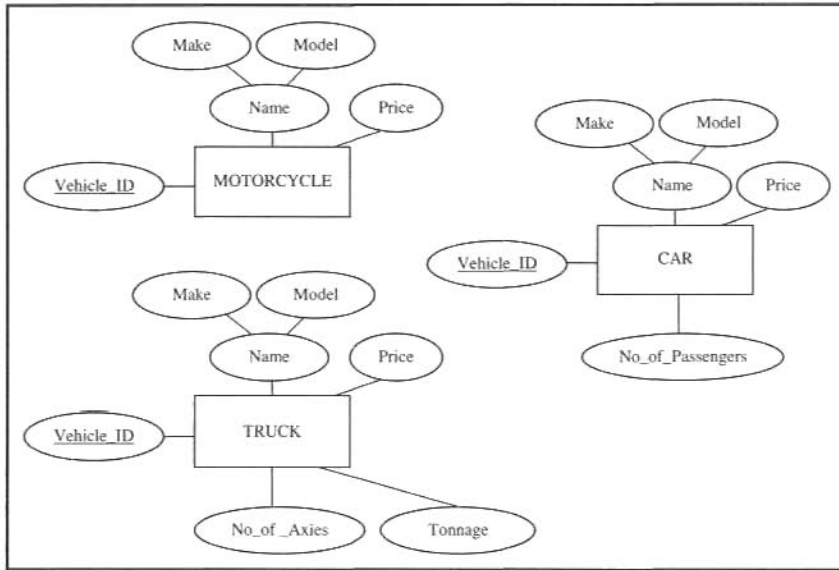 Make
Model
Name
Price
Vehicle_ID
MOTORCYCLE
Make
Model
Name
Price
Vehicle_ID
CAR
No_of_Passengers
Make
Model
Name
Price
Vehicle_ID
TRUCK
No_of _Axies
Tonnage